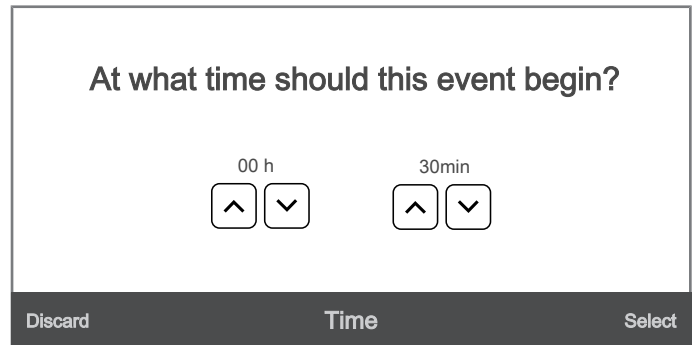 At what time should this event begin?
00 h
30min
Discard
Time
Select